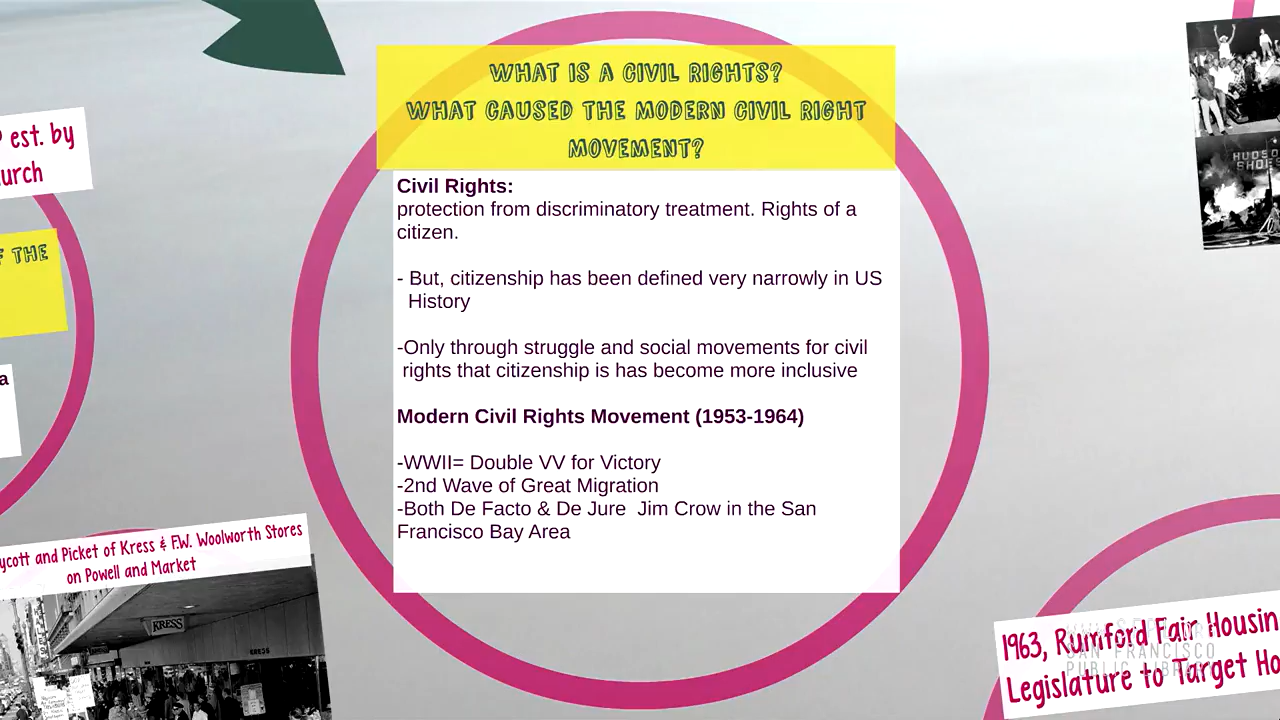 WHAT IS A CIVIL RIGHTS?
WHAT CAUSED THE MODERN CIVIL RIGHT
MOVEMENT?
Civil Rights:
protection from discriminatory treatment. Rights of a
citizen.
- But, citizenship has been defined very narrowly in US
History
-Only through struggle and social movements for civil
rights that citizenship is has become more inclusive
Modern Civil Rights Movement (1953-1964)
-WWII= Double VV for Victory
-2nd Wave of Great Migration
-Both De Facto & De Jure Jim Crow in the San
Francisco Bay Area
est. by
urch
F THE
a
ycott and Picket of Kress & F.W. Woolworth Stores
on Powell and Market
KRESS
KRESS
HUDSO
SHOES
1963, Rumford Fair Housin
Legislature to Target Ho
SAN FRANCISCO
PUBLIC LIBRARY